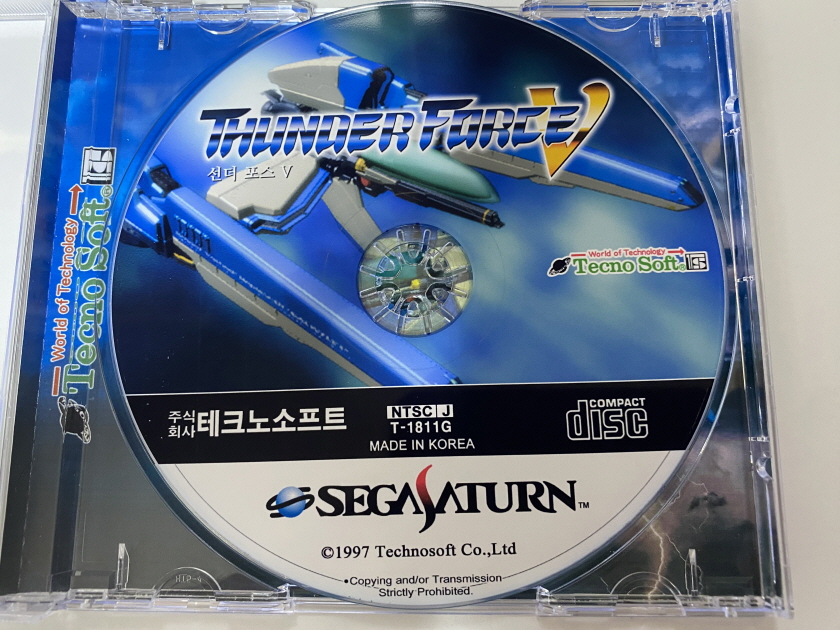 THUNDER FORCE V
선더 포스 V
World of Technology
Tecno Soft®
World of Technology
Tecno Soft®
주식
회사 테크노소프트
NTSC J
T-1811G
MADE IN KOREA
COMPACT
disc
SEGA SATURN™
©1997 Technosoft Co.,Ltd
•Copying and/or Transmission
Strictly Prohibited.